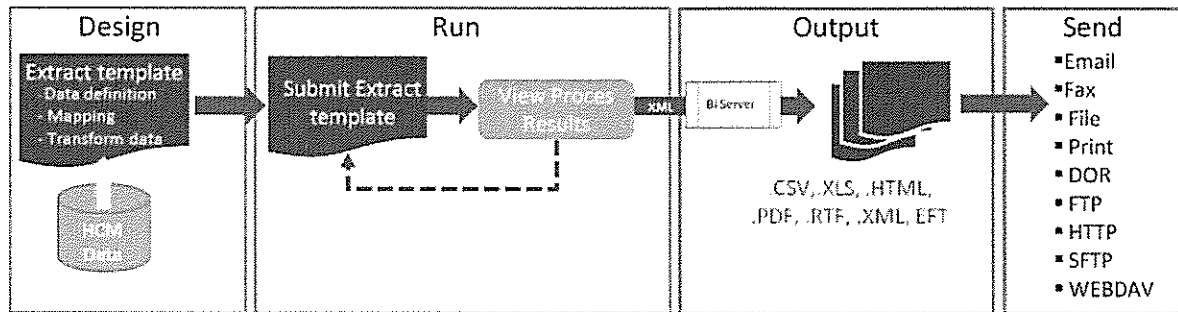 Design
Extract template
Data definition
- Mapping
- Transform data
HCM
Data
Run
Submit Extract
template
View Proces
Results
XML
Output
BI Server
.CSV, .XLS, .HTML,
.PDF, .RTF, .XML, EFT
Send
▪Email
▪Fax
▪ File
▪ Print
▪ DOR
▪ FTP
▪ HTTP
▪ SFTP
▪ WEBDAV